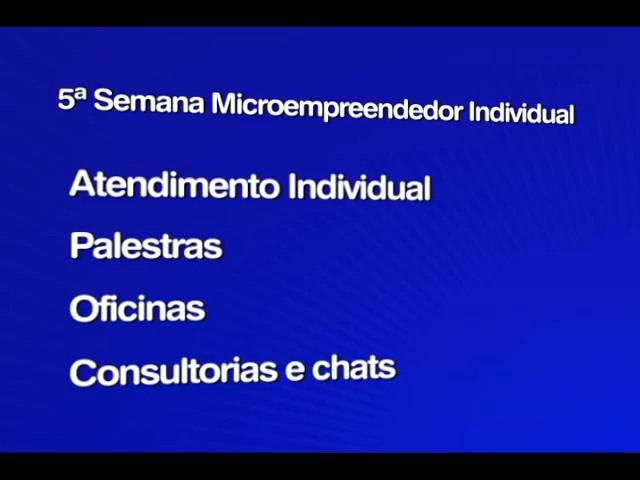 5ª Semana Microempreendedor Individual
Atendimento Individual
Palestras
Oficinas
Consultorias e chats